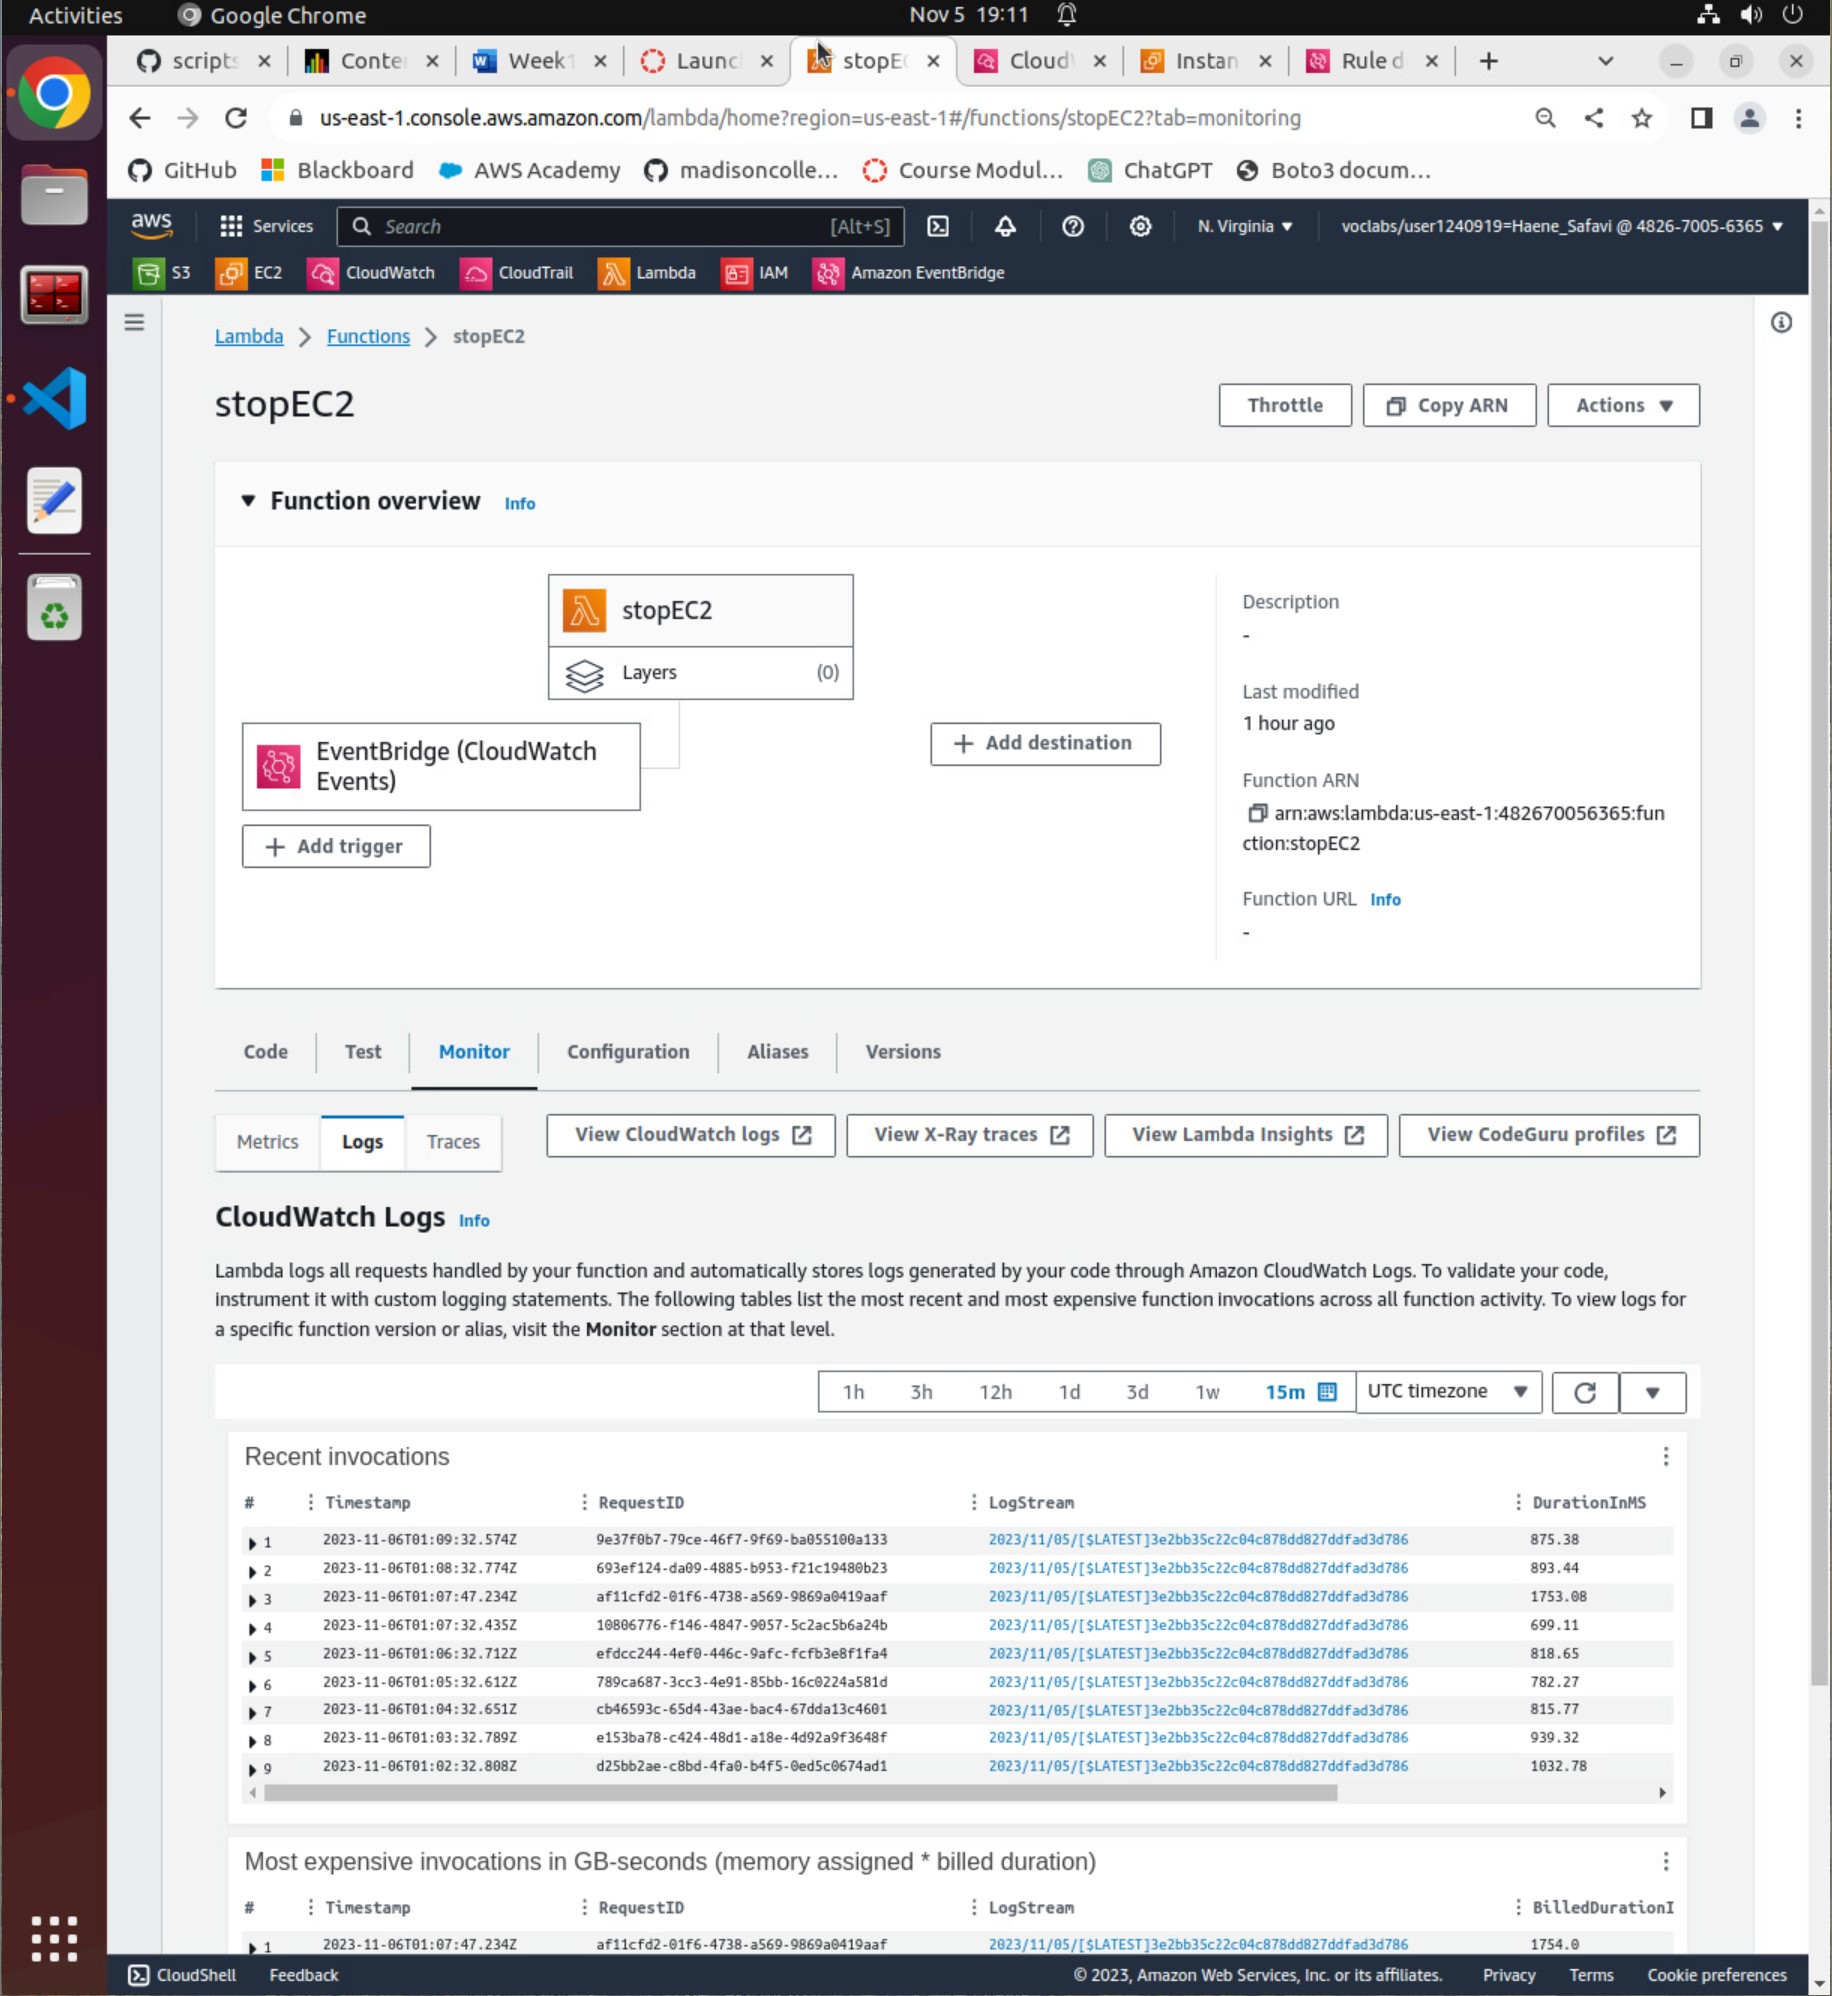 Activities Google Chrome Nov 5 19:11
scripts Conte Week1 Launc stopE Cloud Instan Rule d
us-east-1.console.aws.amazon.com/lambda/home?region=us-east-1#/functions/stopEC2?tab=monitoring
GitHub Blackboard AWS Academy madisoncolle... Course Modul... ChatGPT Boto3 docum...
aws Services Search [Alt+S] N. Virginia voclabs/user1240919=Haene_Safavi @ 4826-7005-6365
S3 EC2 CloudWatch CloudTrail Lambda IAM Amazon EventBridge
Lambda > Functions > stopEC2
stopEC2 Throttle Copy ARN Actions
Function overview Info
stopEC2
Layers (0)
EventBridge (CloudWatch
Events)
+ Add trigger
+ Add destination
Description
-
Last modified
1 hour ago
Function ARN
arn:aws:lambda:us-east-1:482670056365:fun
ction:stopEC2
Function URL Info
-
Code Test Monitor Configuration Aliases Versions
Metrics Logs Traces View CloudWatch logs View X-Ray traces View Lambda Insights View CodeGuru profiles
CloudWatch Logs Info
Lambda logs all requests handled by your function and automatically stores logs generated by your code through Amazon CloudWatch Logs. To validate your code,
instrument it with custom logging statements. The following tables list the most recent and most expensive function invocations across all function activity. To view logs for
a specific function version or alias, visit the Monitor section at that level.
1h 3h 12h 1d 3d 1w 15m UTC timezone
Recent invocations
# Timestamp RequestID LogStream DurationInMS
1 2023-11-06T01:09:32.574Z 9e37f0b7-79ce-46f7-9f69-ba055100a133 2023/11/05/[$LATEST]3e2bb35c22c04c878dd827ddfad3d786 875.38
2 2023-11-06T01:08:32.774Z 693ef124-da09-4885-b953-f21c19480b23 2023/11/05/[$LATEST]3e2bb35c22c04c878dd827ddfad3d786 893.44
3 2023-11-06T01:07:47.234Z af11cfd2-01f6-4738-a569-9869a0419aaf 2023/11/05/[$LATEST]3e2bb35c22c04c878dd827ddfad3d786 1753.08
4 2023-11-06T01:07:32.435Z 10806776-f146-4847-9057-5c2ac5b6a24b 2023/11/05/[$LATEST]3e2bb35c22c04c878dd827ddfad3d786 699.11
5 2023-11-06T01:06:32.712Z efdcc244-4ef0-446c-9afc-fcfb3e8f1fa4 2023/11/05/[$LATEST]3e2bb35c22c04c878dd827ddfad3d786 818.65
6 2023-11-06T01:05:32.612Z 789ca687-3cc3-4e91-85bb-16c0224a581d 2023/11/05/[$LATEST]3e2bb35c22c04c878dd827ddfad3d786 782.27
7 2023-11-06T01:04:32.651Z cb46593c-65d4-43ae-bac4-67dda13c4601 2023/11/05/[$LATEST]3e2bb35c22c04c878dd827ddfad3d786 815.77
8 2023-11-06T01:03:32.789Z e153ba78-c424-48d1-a18e-4d92a9f3648f 2023/11/05/[$LATEST]3e2bb35c22c04c878dd827ddfad3d786 939.32
9 2023-11-06T01:02:32.808Z d25bb2ae-c8bd-4fa0-b4f5-0ed5c0674ad1 2023/11/05/[$LATEST]3e2bb35c22c04c878dd827ddfad3d786 1032.78
Most expensive invocations in GB-seconds (memory assigned * billed duration)
# Timestamp RequestID LogStream BilledDurationI
1 2023-11-06T01:07:47.234Z af11cfd2-01f6-4738-a569-9869a0419aaf 2023/11/05/[$LATEST]3e2bb35c22c04c878dd827ddfad3d786 1754.0
CloudShell Feedback © 2023, Amazon Web Services, Inc. or its affiliates. Privacy Terms Cookie preferences